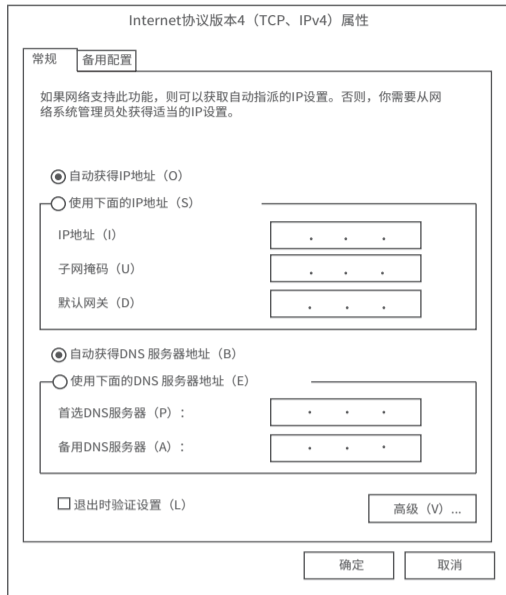 Internet协议版本4（TCP、IPv4）属性
常规
备用配置
如果网络支持此功能，则可以获取自动指派的IP设置。否则，你需要从网
络系统管理员处获得适当的IP设置。
自动获得IP地址（O）
使用下面的IP地址（S）
IP地址（I）
子网掩码（U）
默认网关（D）
自动获得DNS 服务器地址（B）
使用下面的DNS 服务器地址（E）
首选DNS服务器（P）：
备用DNS服务器（A）：
退出时验证设置（L）
高级（V）...
确定
取消